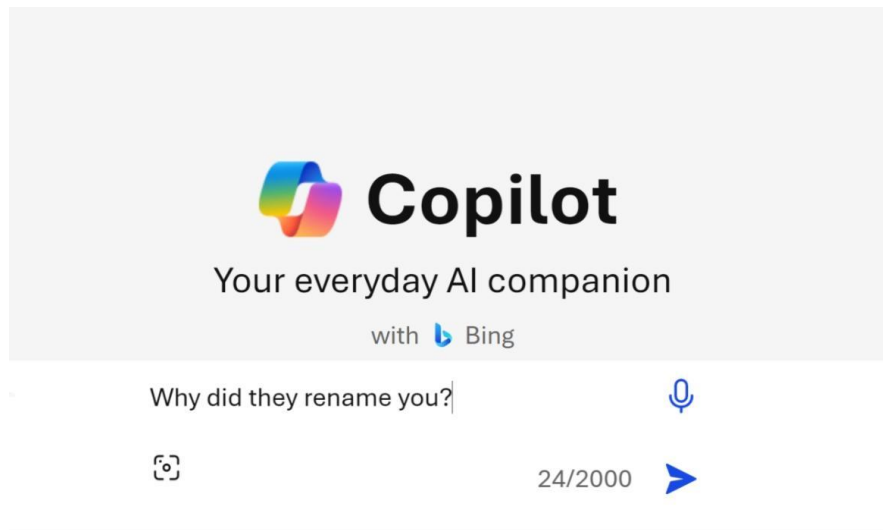 Copilot
Your everyday AI companion
with Bing
Why did they rename you?
24/2000